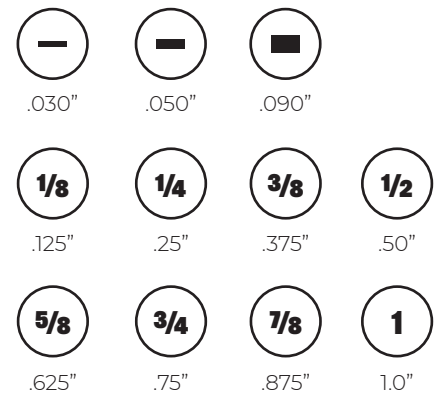 .030” .050” .090”
1/8 1/4 3/8 1/2
.125” .25” .375” .50”
5/8 3/4 7/8 1
.625” .75” .875” 1.0”